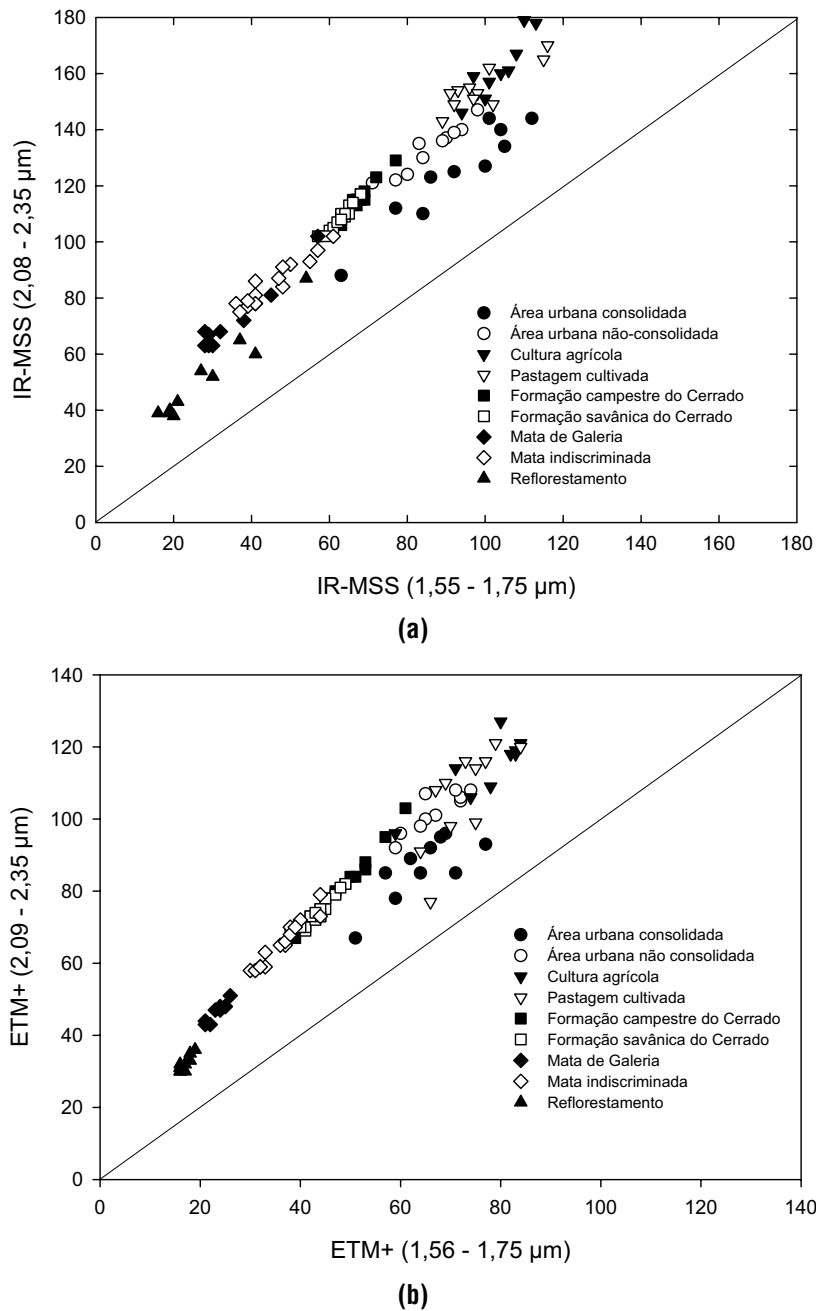 180
160
140
120
100
80
60
40
20
0
IR-MSS (2,08 - 2,35 µm)
Área urbana consolidada
Área urbana não-consolidada
Cultura agrícola
Pastagem cultivada
Formação campestre do Cerrado
Formação savânica do Cerrado
Mata de Galeria
Mata indiscriminada
Reflorestamento
0 20 40 60 80 100 120 140 160 180
IR-MSS (1,55 - 1,75 µm)
(a)
140
120
100
80
60
40
20
0
ETM+ (2,09 - 2,35 µm)
Área urbana consolidada
Área urbana não consolidada
Cultura agrícola
Pastagem cultivada
Formação campestre do Cerrado
Formação savânica do Cerrado
Mata de Galeria
Mata indiscriminada
Reflorestamento
0 20 40 60 80 100 120 140
ETM+ (1,56 - 1,75 µm)
(b)